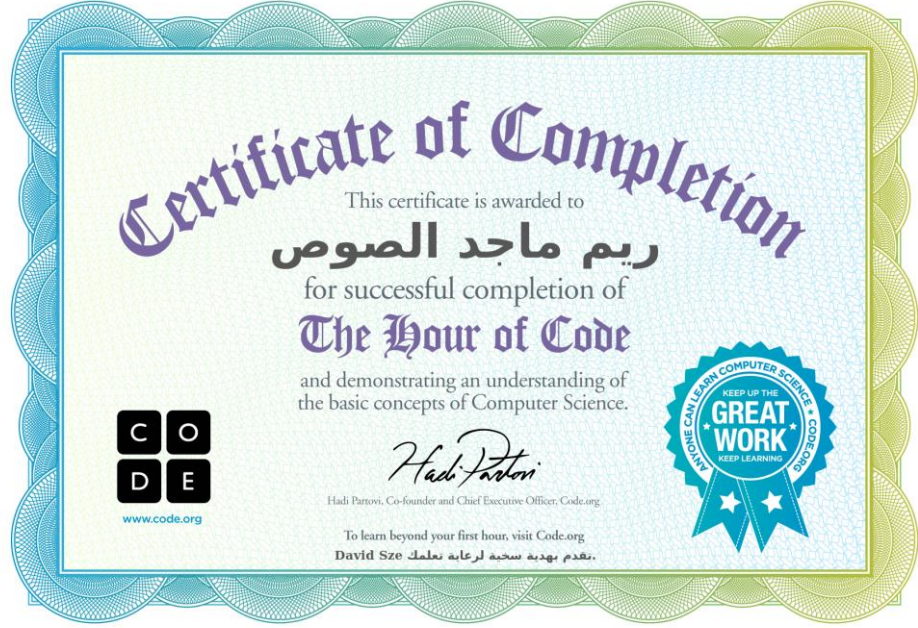 Certificate of Completion
This certificate is awarded to
ريم ماجد الصوص
for successful completion of
The Hour of Code
and demonstrating an understanding of
the basic concepts of Computer Science.
Hadi Partovi
Hadi Partovi, Co-founder and Chief Executive Officer, Code.org
To learn beyond your first hour, visit Code.org
David Sze تقدم بهدية سخية لرعاية تعلمك.
C O
D E
www.code.org
ANYONE CAN LEARN COMPUTER SCIENCE • CODE.ORG
KEEP UP THE
GREAT
WORK
KEEP LEARNING